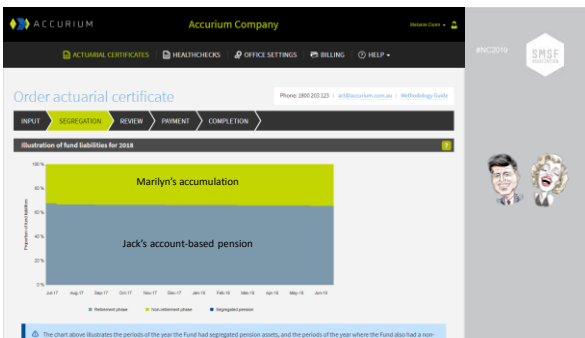 ACCURIUM
Accurium Company
Melanie Dunn
ACTUARIAL CERTIFICATES
HEALTHCHECKS
OFFICE SETTINGS
BILLING
HELP
#NC2019
SMSF
ASSOCIATION
Order actuarial certificate
Phone: 1800 203 123 | act@accurium.com.au | Methodology Guide
INPUT
SEGREGATION
REVIEW
PAYMENT
COMPLETION
Illustration of fund liabilities for 2018
?
Proportion of fund liabilities
100 %
80 %
60 %
40 %
20 %
0 %
Marilyn's accumulation
Jack's account-based pension
Jul-17 Aug-17 Sep-17 Oct-17 Nov-17 Dec-17 Jan-18 Feb-18 Mar-18 Apr-18 May-18 Jun-18
Retirement phase Non-retirement phase Segregated pension
The chart above illustrates the periods of the year the Fund had segregated pension assets, and the periods of the year where the Fund also had a non-